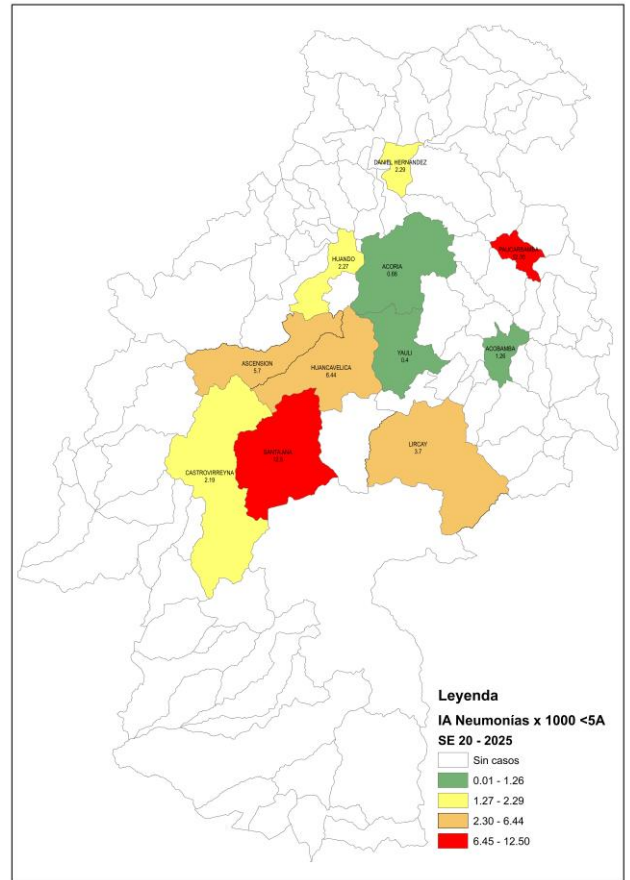 DANIEL HERNANDEZ
2.29
HUANDO
2.27
ACORIA
ASCENSION
5.7
HUANCAVELICA
6.44
YAULI
0.4
ACOBAMBA
1.26
CASTROVIRREYNA
2.19
LIRCAY
3.7
Leyenda
IA Neumonías x 1000 <5A
SE 20 - 2025
Sin casos
0.01 - 1.26
1.27 - 2.29
2.30 - 6.44
6.45 - 12.50